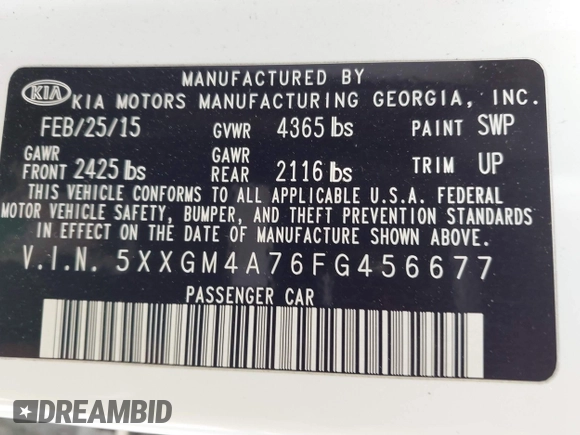 MANUFACTURED BY
KIA KIA MOTORS MANUFACTURING GEORGIA, INC.
FEB/25/15 GVWR 4365 lbs PAINT SWP
GAWR FRONT 2425 lbs GAWR REAR 2116 lbs TRIM UP
THIS VEHICLE CONFORMS TO ALL APPLICABLE U.S.A. FEDERAL
MOTOR VEHICLE SAFETY, BUMPER, AND THEFT PREVENTION STANDARDS
IN EFFECT ON THE DATE OF MANUFACTURE SHOWN ABOVE.
V.I.N. 5XXGM4A76FG456677
PASSENGER CAR
DREAMBID